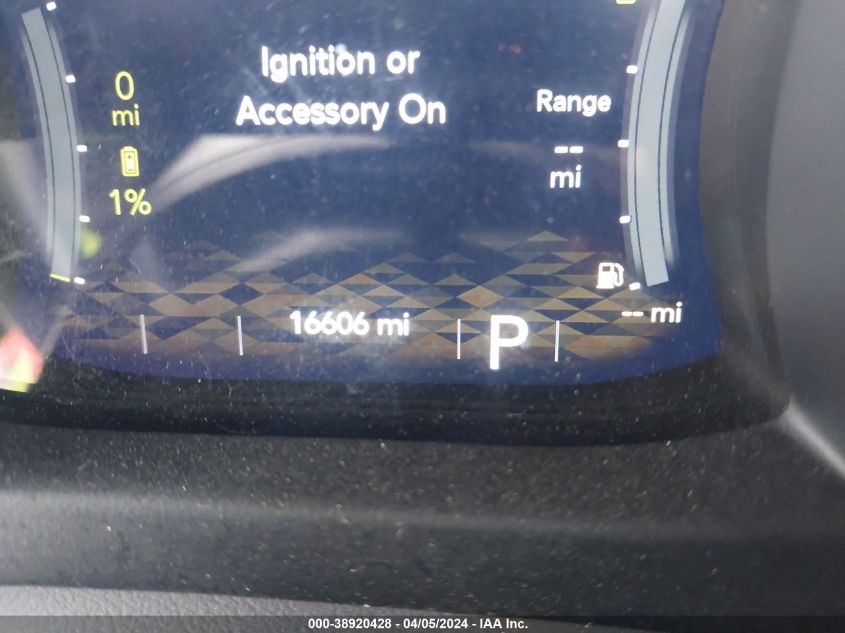 Ignition or
Accessory On
0
mi
1%
Range
--
mi
16606 mi
P
-- mi
000-38920428 - 04/05/2024 - IAA Inc.